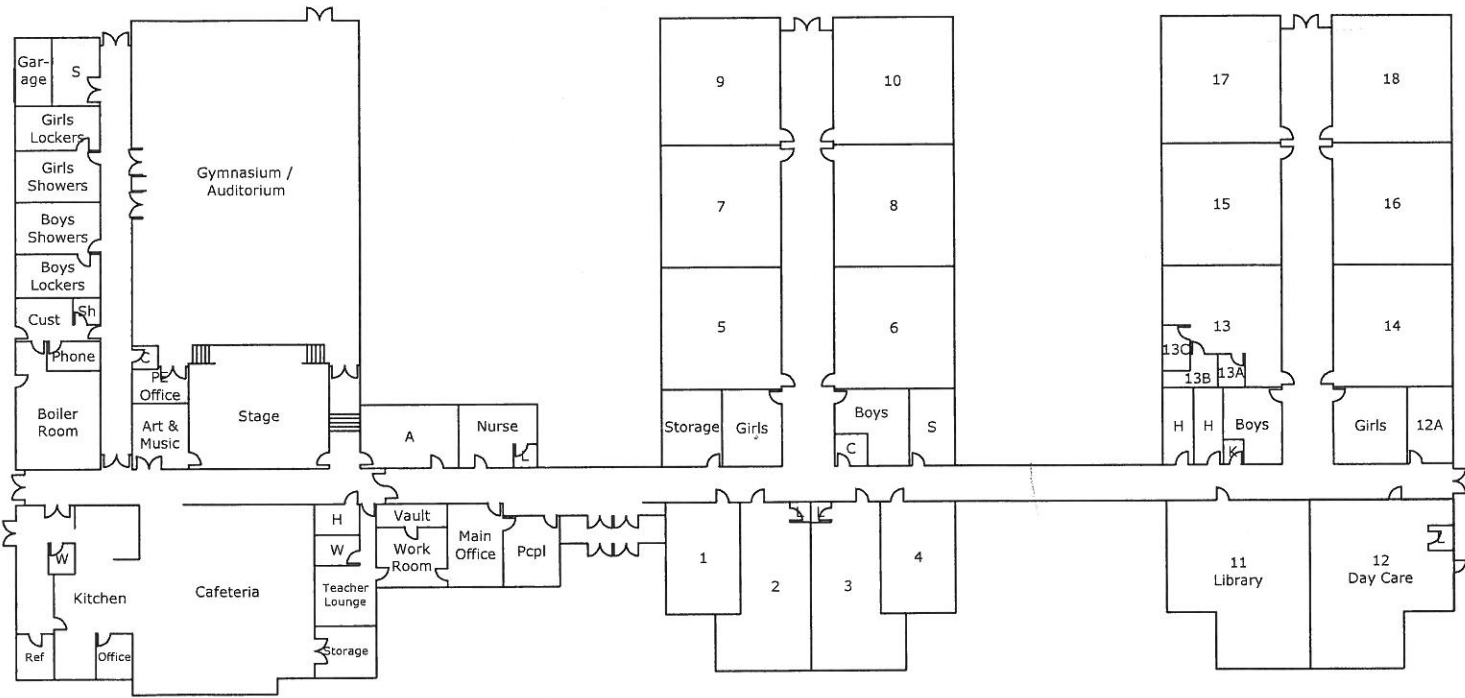 Gar-
age
S
Girls
Lockers
Girls
Showers
Boys
Showers
Boys
Lockers
Cust
Sh
Phone
Boiler
Room
Gymnasium /
Auditorium
C
PE
Office
Art &
Music
Stage
A
Nurse
L
9
10
7
8
5
6
Storage
Girls
Boys
C
S
17
18
15
16
13
14
13C
13B
13A
H
H
Boys
K
Girls
12A
W
Kitchen
Ref
Office
Cafeteria
H
W
Teacher
Lounge
Storage
Vault
Work
Room
Main
Office
Pcpl
1
2
L
L
3
4
11
Library
12
Day Care
L